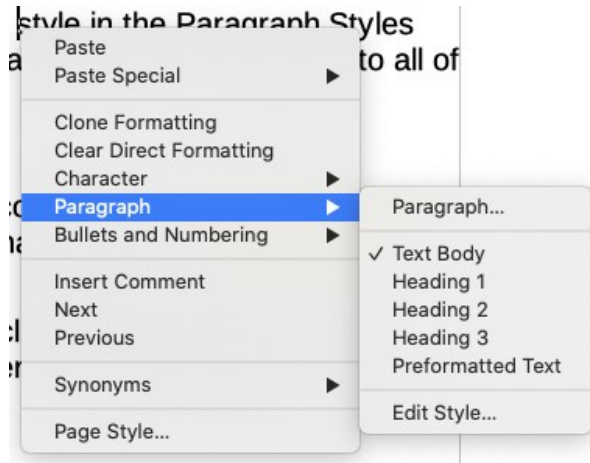 style in the Paragraph Styles
to all of
Paste
Paste Special
Clone Formatting
Clear Direct Formatting
Character
Paragraph
Bullets and Numbering
Insert Comment
Next
Previous
Synonyms
Page Style...
Paragraph...
✓ Text Body
Heading 1
Heading 2
Heading 3
Preformatted Text
Edit Style...